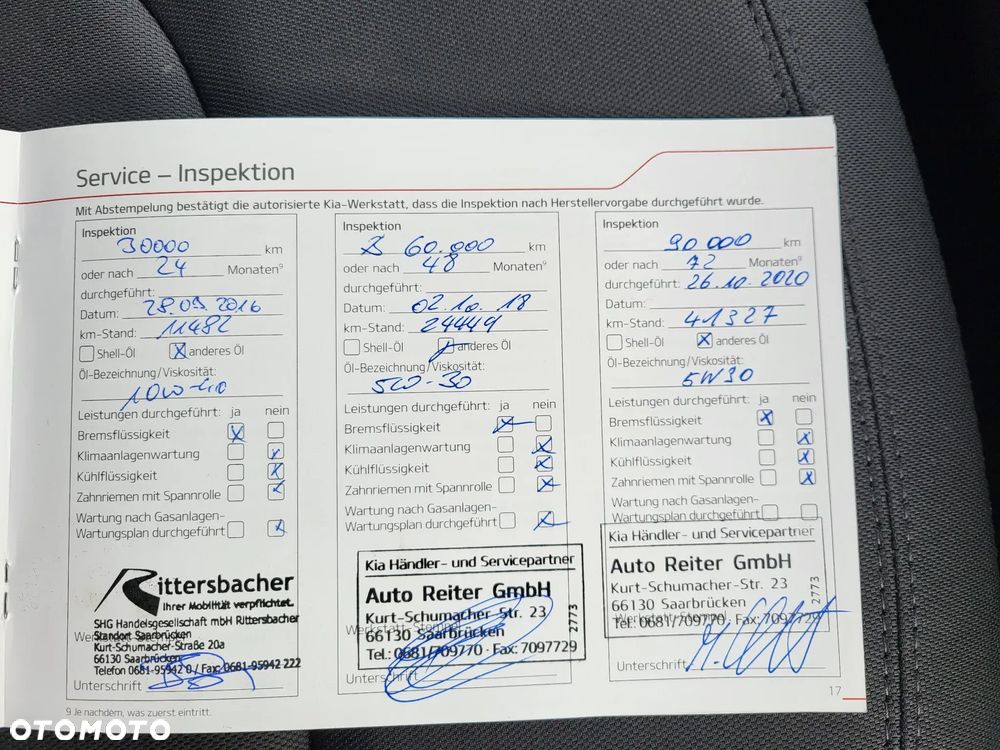 Service – Inspektion
Mit Abstempelung bestätigt die autorisierte Kia-Werkstatt, dass die Inspektion nach Herstellervorgabe durchgeführt wurde.
Inspektion
30000 km
oder nach 24 Monaten⁹
durchgeführt:
Datum: 28.09.2016
km-Stand: 11482
Shell-Öl X anderes Öl
Öl-Bezeichnung/Viskosität:
10W-40
Leistungen durchgeführt: ja nein
Bremsflüssigkeit X
Klimaanlagenwartung X
Kühlflüssigkeit X
Zahnriemen mit Spannrolle X
Wartung nach Gasanlagen-
Wartungsplan durchgeführt X
Rittersbacher
Ihrer Mobilität verpflichtet.
SHG Handelsgesellschaft mbH Rittersbacher
Standort Saarbrücken
Kurt-Schumacher-Straße 20a
66130 Saarbrücken
Telefon 0681-95942 0 / Fax: 0681-95942 222
Unterschrift
Inspektion
60.000 km
oder nach 48 Monaten⁹
durchgeführt:
Datum: 02.10.18
km-Stand: 24449
Shell-Öl anderes Öl
Öl-Bezeichnung/Viskosität:
5W-30
Leistungen durchgeführt: ja nein
Bremsflüssigkeit X
Klimaanlagenwartung X
Kühlflüssigkeit X
Zahnriemen mit Spannrolle X
Wartung nach Gasanlagen-
Wartungsplan durchgeführt X
Kia Händler- und Servicepartner
Auto Reiter GmbH
Kurt-Schumacher-Str. 23
Werkstatt-Stempel
66130 Saarbrücken
Tel.: 0681/709770 · Fax: 7097729
2773
Unterschrift
Inspektion
90 000 km
oder nach 72 Monaten⁹
durchgeführt: 26.10.2020
Datum:
km-Stand: 41327
Shell-Öl X anderes Öl
Öl-Bezeichnung/Viskosität:
5W30
Leistungen durchgeführt: ja nein
Bremsflüssigkeit X
Klimaanlagenwartung X
Kühlflüssigkeit X
Zahnriemen mit Spannrolle X
Wartung nach Gasanlagen-
Wartungsplan durchgeführt
Kia Händler- und Servicepartner
Auto Reiter GmbH
Kurt-Schumacher-Str. 23
66130 Saarbrücken
Tel.: 0681/709770 · Fax: 7097729
2773
Unterschrift
9 Je nachdem, was zuerst eintritt.
17
OTOMOTO